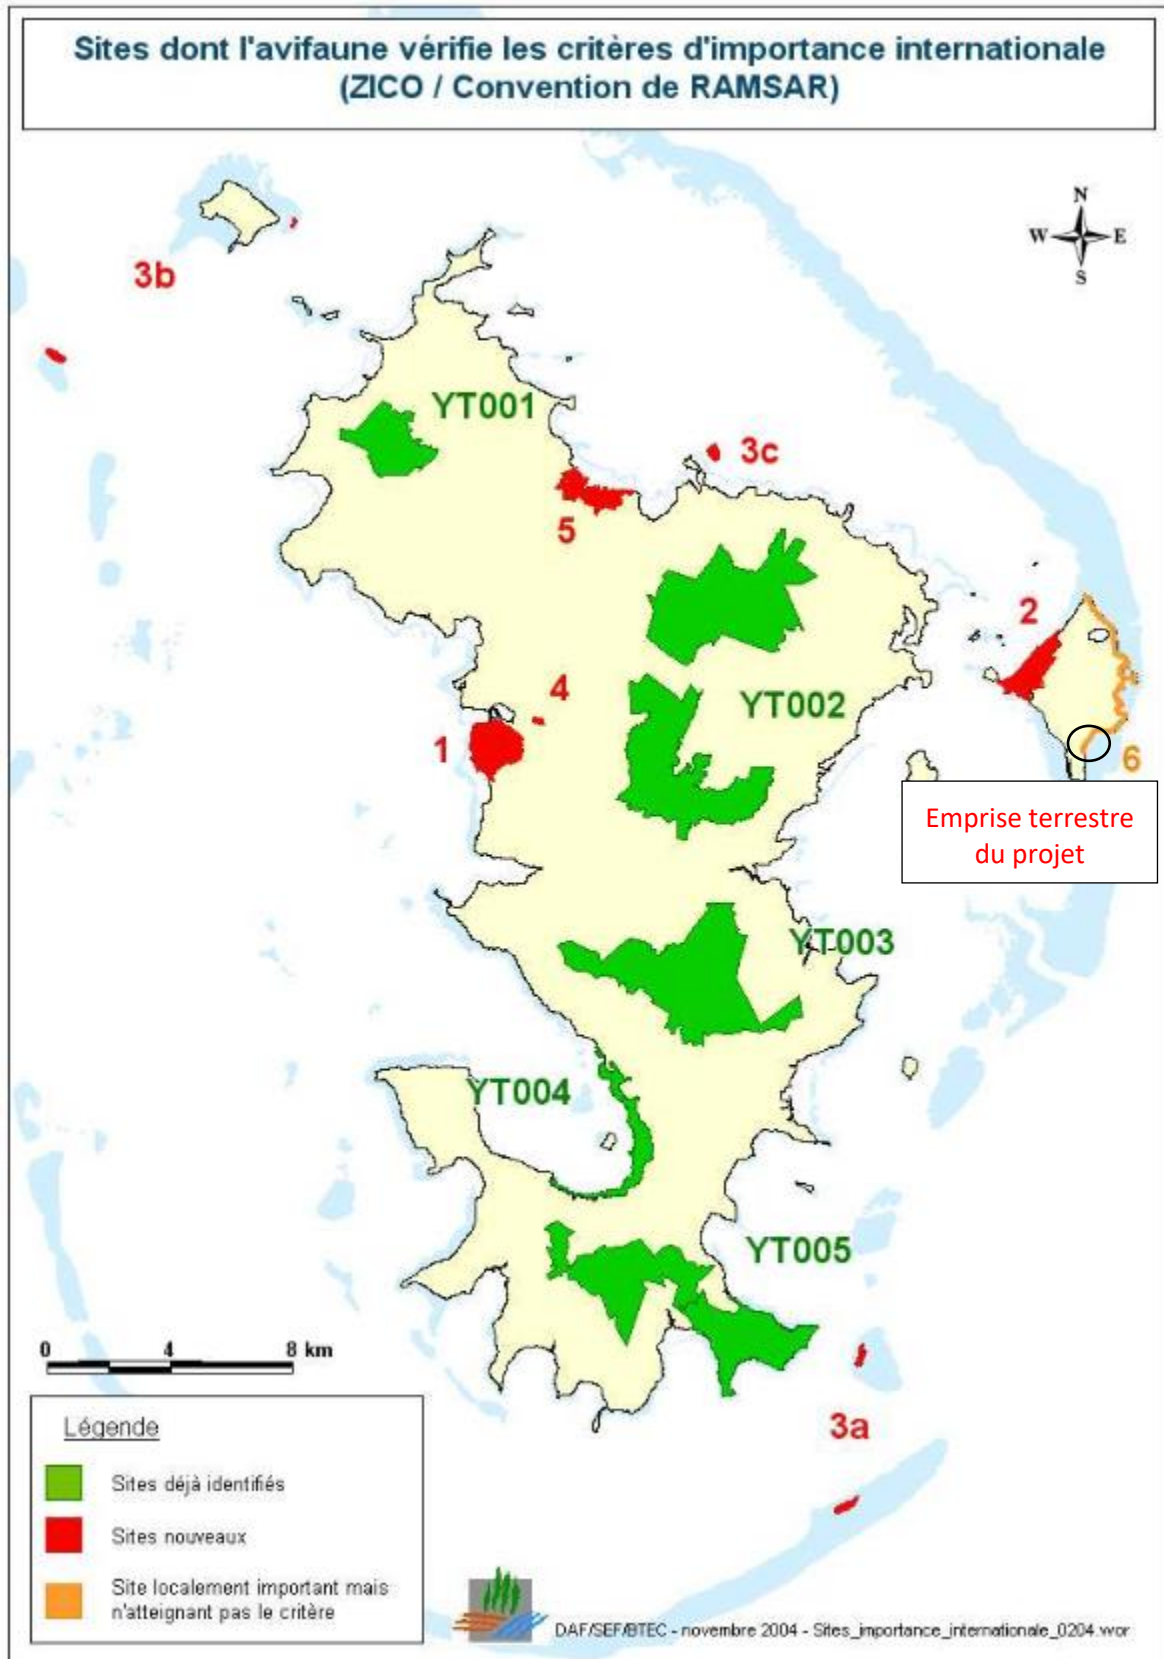 Sites dont l'avifaune vérifie les critères d'importance internationale
(ZICO / Convention de RAMSAR)
N
W E
S
3b
YT001
3c
5
2
4
YT002
1
6
Emprise terrestre
du projet
YT003
YT004
YT005
0 4 8 km
3a
Légende
Sites déjà identifiés
Sites nouveaux
Site localement important mais
n'atteignant pas le critère
DAF/SEF/BTEC - novembre 2004 - Sites_importance_internationale_0204.wor